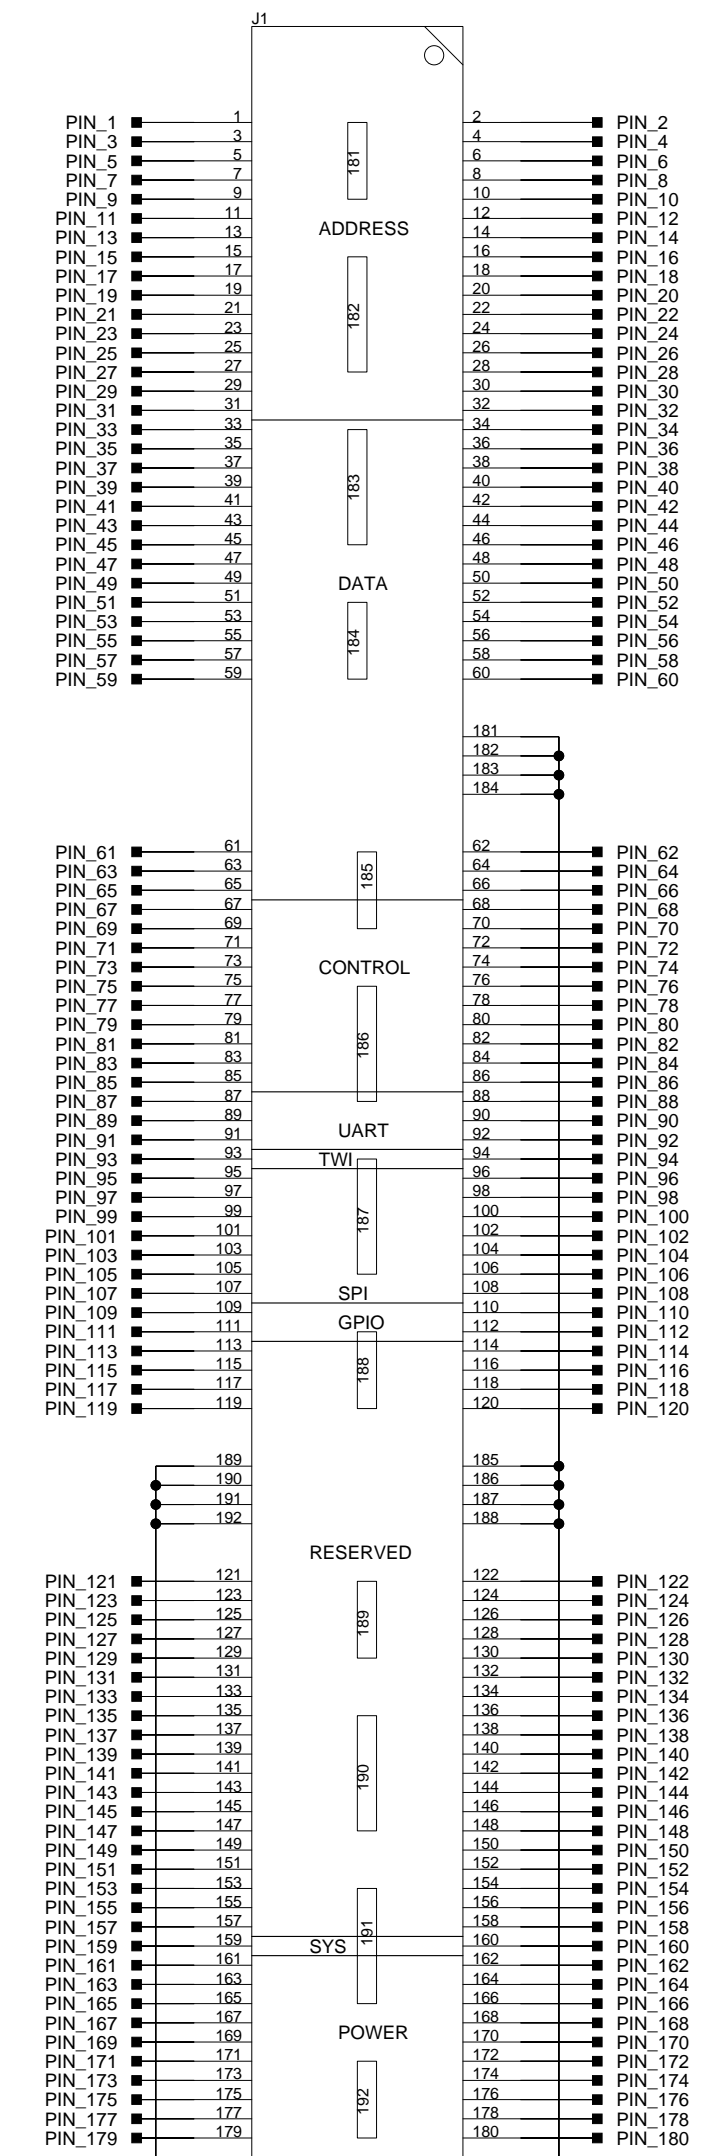 J1
PIN_1 1 2 PIN_2
PIN_3 3 4 PIN_4
PIN_5 5 181 6 PIN_6
PIN_7 7 8 PIN_8
PIN_9 9 10 PIN_10
PIN_11 11 12 PIN_12
ADDRESS
PIN_13 13 14 PIN_14
PIN_15 15 16 PIN_16
PIN_17 17 18 PIN_18
PIN_19 19 20 PIN_20
PIN_21 21 182 22 PIN_22
PIN_23 23 24 PIN_24
PIN_25 25 26 PIN_26
PIN_27 27 28 PIN_28
PIN_29 29 30 PIN_30
PIN_31 31 32 PIN_32
PIN_33 33 34 PIN_34
PIN_35 35 36 PIN_36
PIN_37 37 38 PIN_38
PIN_39 39 183 40 PIN_40
PIN_41 41 42 PIN_42
PIN_43 43 44 PIN_44
PIN_45 45 46 PIN_46
PIN_47 47 48 PIN_48
PIN_49 49 DATA 50 PIN_50
PIN_51 51 52 PIN_52
PIN_53 53 54 PIN_54
PIN_55 55 184 56 PIN_56
PIN_57 57 58 PIN_58
PIN_59 59 60 PIN_60
181
182
183
184
PIN_61 61 62 PIN_62
PIN_63 63 185 64 PIN_64
PIN_65 65 66 PIN_66
PIN_67 67 68 PIN_68
PIN_69 69 70 PIN_70
PIN_71 71 72 PIN_72
PIN_73 73 CONTROL 74 PIN_74
PIN_75 75 76 PIN_76
PIN_77 77 78 PIN_78
PIN_79 79 80 PIN_80
PIN_81 81 186 82 PIN_82
PIN_83 83 84 PIN_84
PIN_85 85 86 PIN_86
PIN_87 87 88 PIN_88
PIN_89 89 90 PIN_90
UART
PIN_91 91 92 PIN_92
PIN_93 93 TWI 94 PIN_94
PIN_95 95 96 PIN_96
PIN_97 97 98 PIN_98
PIN_99 99 187 100 PIN_100
PIN_101 101 102 PIN_102
PIN_103 103 104 PIN_104
PIN_105 105 106 PIN_106
PIN_107 107 SPI 108 PIN_108
PIN_109 109 110 PIN_110
GPIO
PIN_111 111 112 PIN_112
PIN_113 113 114 PIN_114
PIN_115 115 188 116 PIN_116
PIN_117 117 118 PIN_118
PIN_119 119 120 PIN_120
189 185
190 186
191 187
192 188
RESERVED
PIN_121 121 122 PIN_122
PIN_123 123 124 PIN_124
PIN_125 125 189 126 PIN_126
PIN_127 127 128 PIN_128
PIN_129 129 130 PIN_130
PIN_131 131 132 PIN_132
PIN_133 133 134 PIN_134
PIN_135 135 136 PIN_136
PIN_137 137 138 PIN_138
PIN_139 139 140 PIN_140
PIN_141 141 190 142 PIN_142
PIN_143 143 144 PIN_144
PIN_145 145 146 PIN_146
PIN_147 147 148 PIN_148
PIN_149 149 150 PIN_150
PIN_151 151 152 PIN_152
PIN_153 153 154 PIN_154
PIN_155 155 156 PIN_156
PIN_157 157 191 158 PIN_158
PIN_159 159 SYS 160 PIN_160
PIN_161 161 162 PIN_162
PIN_163 163 164 PIN_164
PIN_165 165 166 PIN_166
PIN_167 167 168 PIN_168
POWER
PIN_169 169 170 PIN_170
PIN_171 171 172 PIN_172
PIN_173 173 174 PIN_174
PIN_175 175 192 176 PIN_176
PIN_177 177 178 PIN_178
PIN_179 179 180 PIN_180